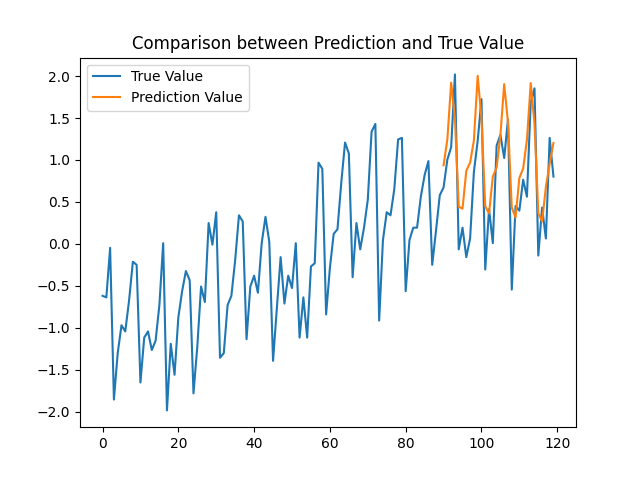 Comparison between Prediction and True Value
True Value
Prediction Value
2.0
1.5
1.0
0.5
0.0
−0.5
−1.0
−1.5
−2.0
0 20 40 60 80 100 120